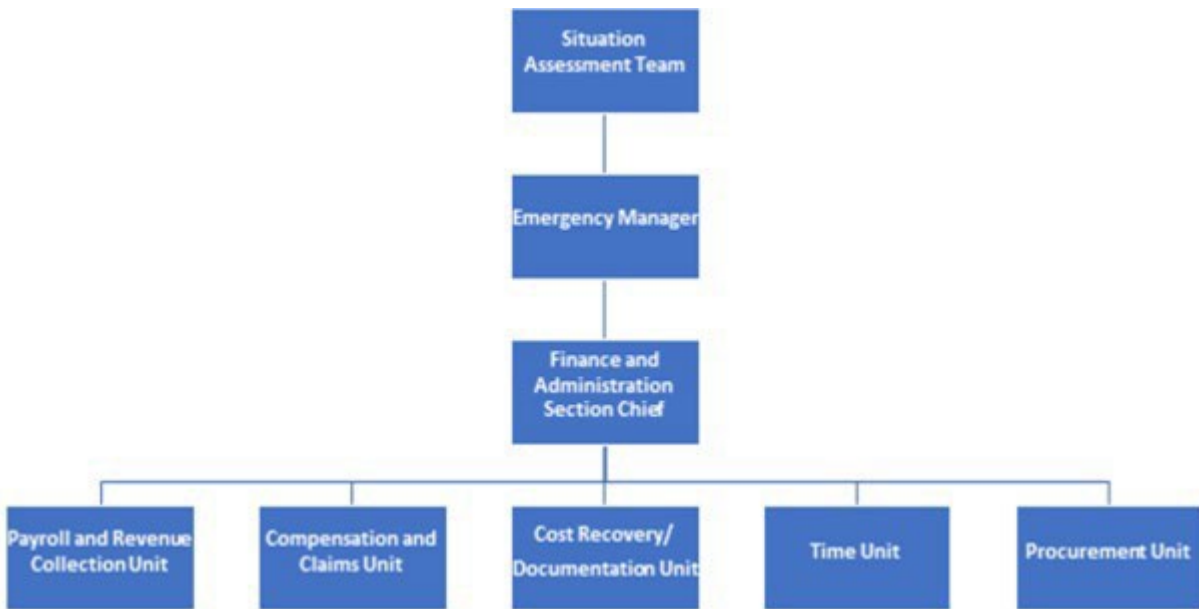 Situation
Assessment Team
Emergency Manager
Finance and
Administration
Section Chief
Payroll and Revenue
Collection Unit
Compensation and
Claims Unit
Cost Recovery/
Documentation Unit
Time Unit
Procurement Unit